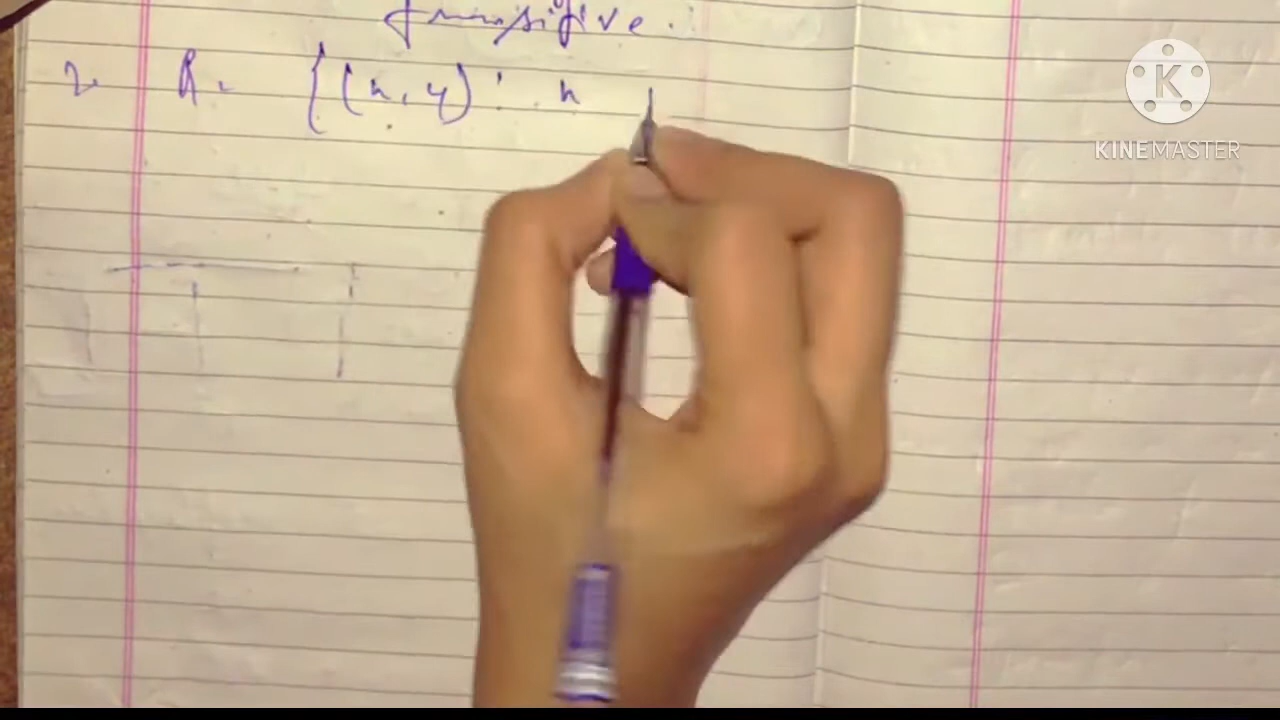 transitive.
2. R = {(x, y) : x
K
KINEMASTER